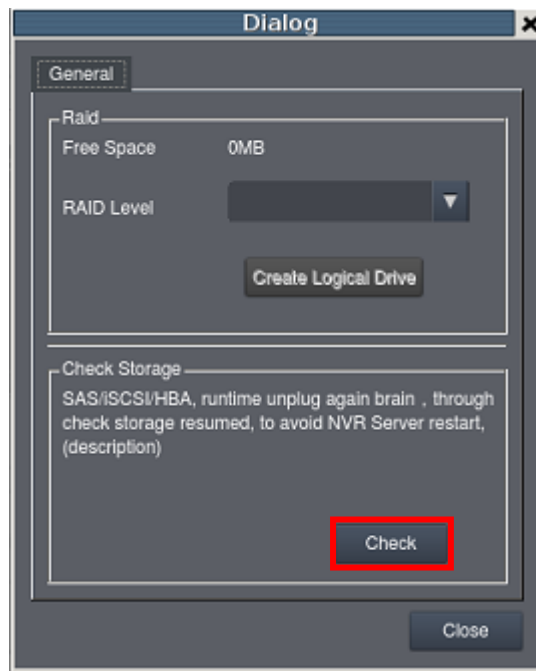 Dialog
General
Raid
Free Space 0MB
RAID Level
Create Logical Drive
Check Storage
SAS/iSCSI/HBA, runtime unplug again brain , through
check storage resumed, to avoid NVR Server restart,
(description)
Check
Close